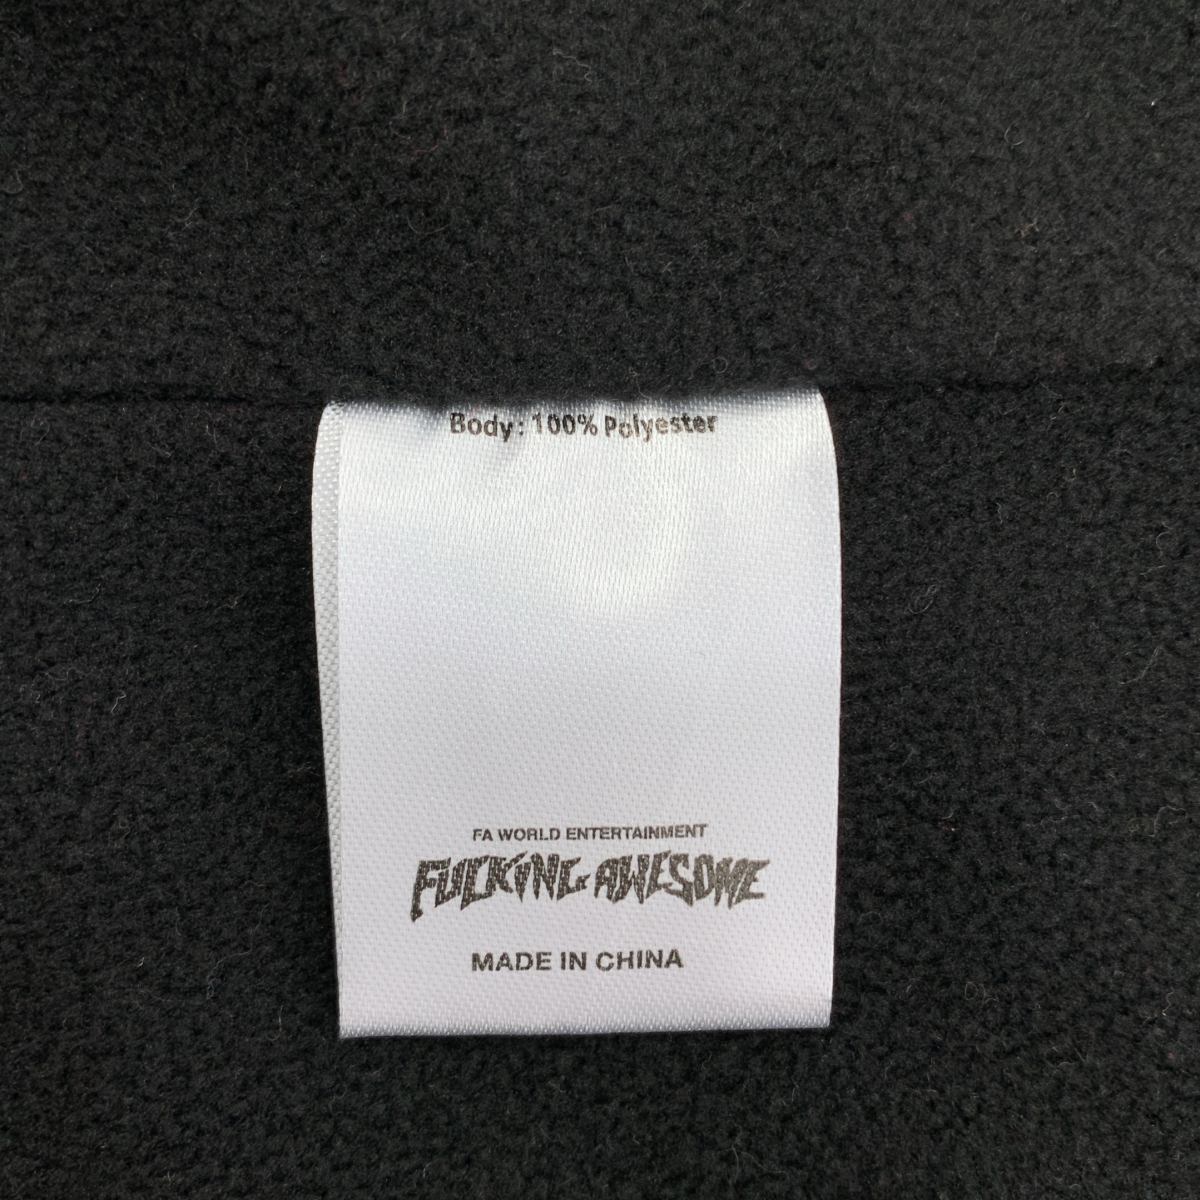 Body: 100% Polyester
FA WORLD ENTERTAINMENT
FUCKING AWESOME
MADE IN CHINA